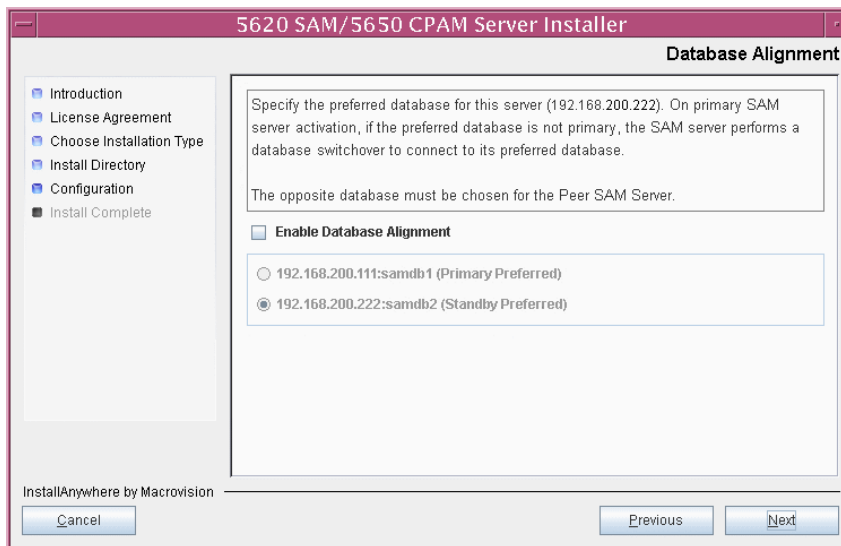 5620 SAM/5650 CPAM Server Installer
Database Alignment
Introduction
License Agreement
Choose Installation Type
Install Directory
Configuration
Install Complete
Specify the preferred database for this server (192.168.200.222). On primary SAM
server activation, if the preferred database is not primary, the SAM server performs a
database switchover to connect to its preferred database.
The opposite database must be chosen for the Peer SAM Server.
Enable Database Alignment
192.168.200.111:samdb1 (Primary Preferred)
192.168.200.222:samdb2 (Standby Preferred)
InstallAnywhere by Macrovision
Cancel
Previous
Next